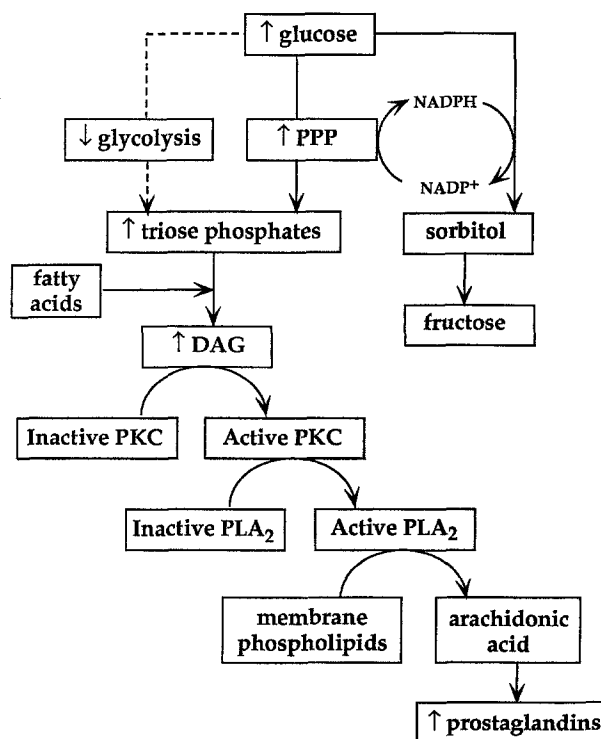 ↑ glucose
NADPH
↓ glycolysis
↑ PPP
NADP⁺
↑ triose phosphates
sorbitol
fatty
acids
fructose
↑ DAG
Inactive PKC
Active PKC
Inactive PLA₂
Active PLA₂
membrane
phospholipids
arachidonic
acid
↑ prostaglandins